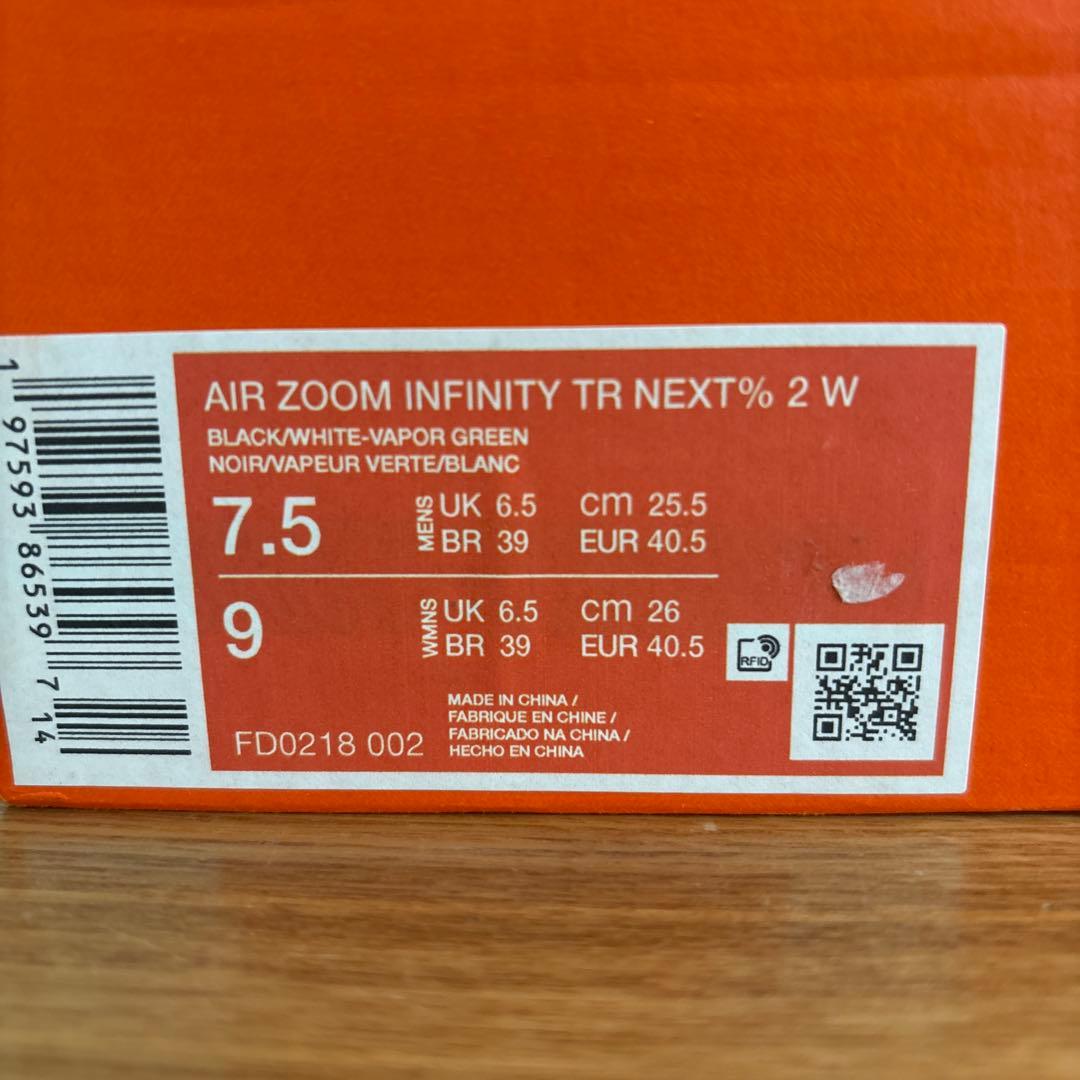 AIR ZOOM INFINITY TR NEXT% 2 W
BLACK/WHITE-VAPOR GREEN
NOIR/VAPEUR VERTE/BLANC
7.5 MENS UK 6.5 cm 25.5
BR 39 EUR 40.5
9 WMNS UK 6.5 cm 26
BR 39 EUR 40.5
RFID
MADE IN CHINA /
FABRIQUE EN CHINE /
FABRICADO NA CHINA /
HECHO EN CHINA
FD0218 002
1 97593 86539 7 14